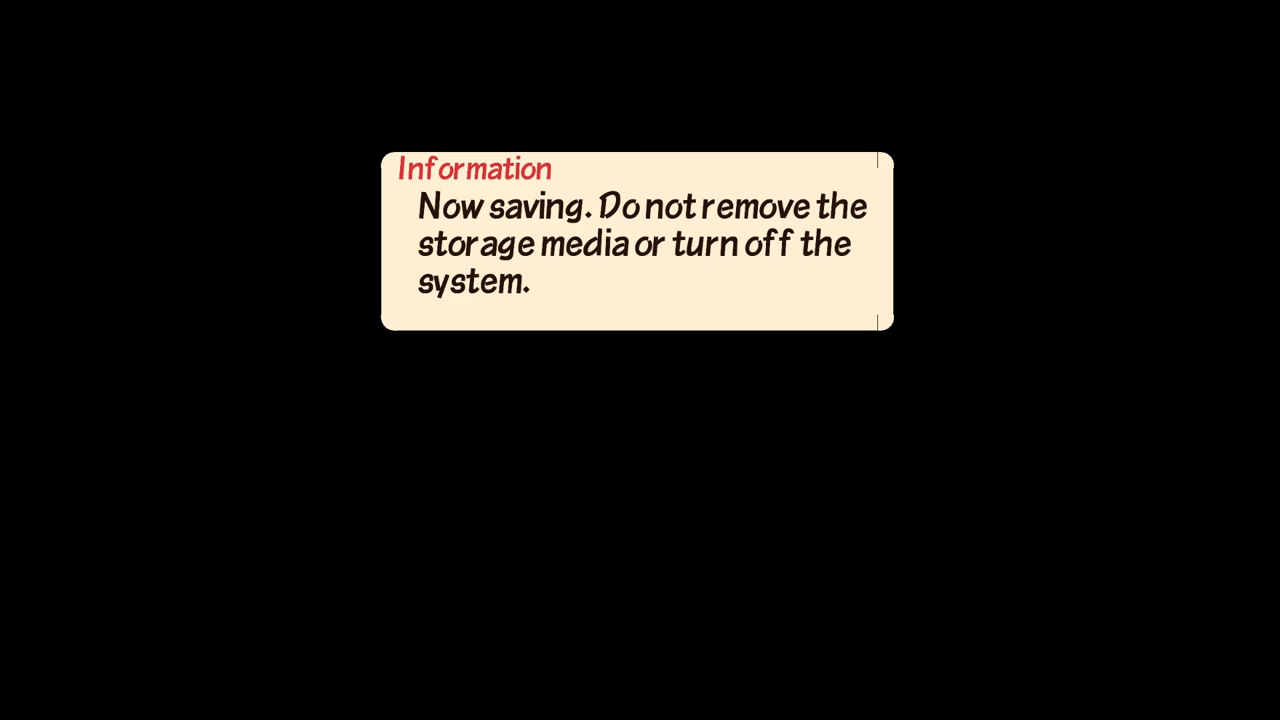 Information
Now saving. Do not remove the
storage media or turn off the
system.